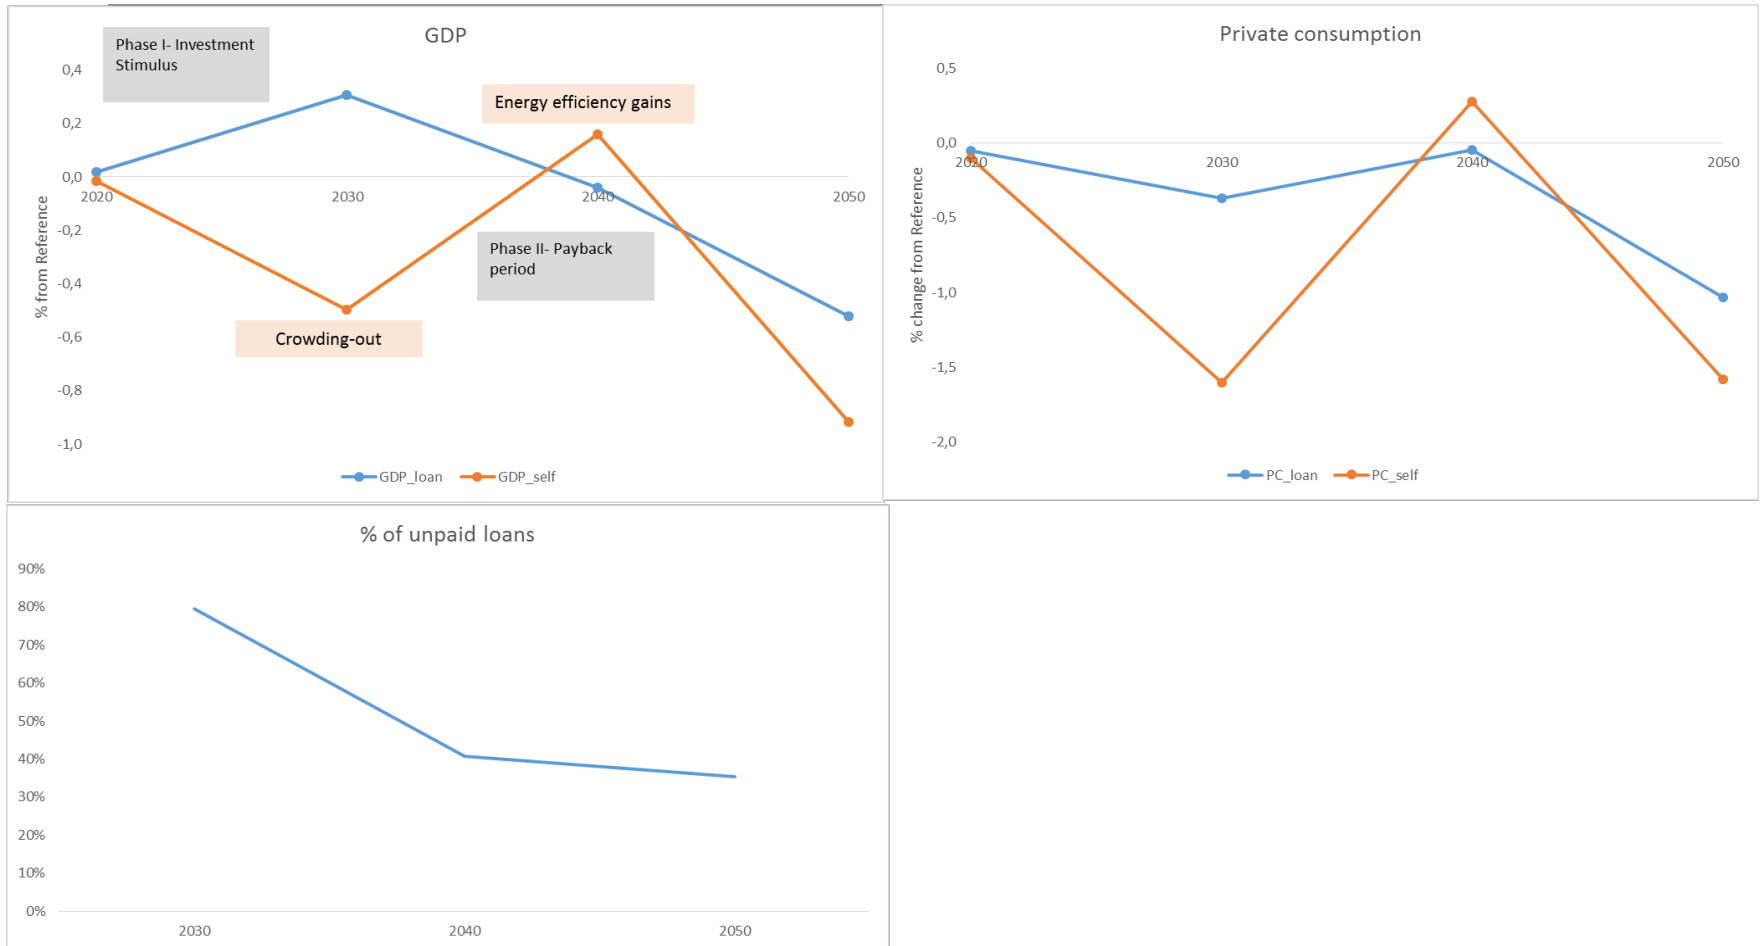 GDP
Phase I- Investment
Stimulus
Energy efficiency gains
Phase II- Payback
period
Crowding-out
% from Reference
0,4
0,2
0,0
-0,2
-0,4
-0,6
-0,8
-1,0
2020
2030
2040
2050
GDP_loan
GDP_self
Private consumption
% change from Reference
0,5
0,0
-0,5
-1,0
-1,5
-2,0
2020
2030
2040
2050
PC_loan
PC_self
% of unpaid loans
90%
80%
70%
60%
50%
40%
30%
20%
10%
0%
2030
2040
2050